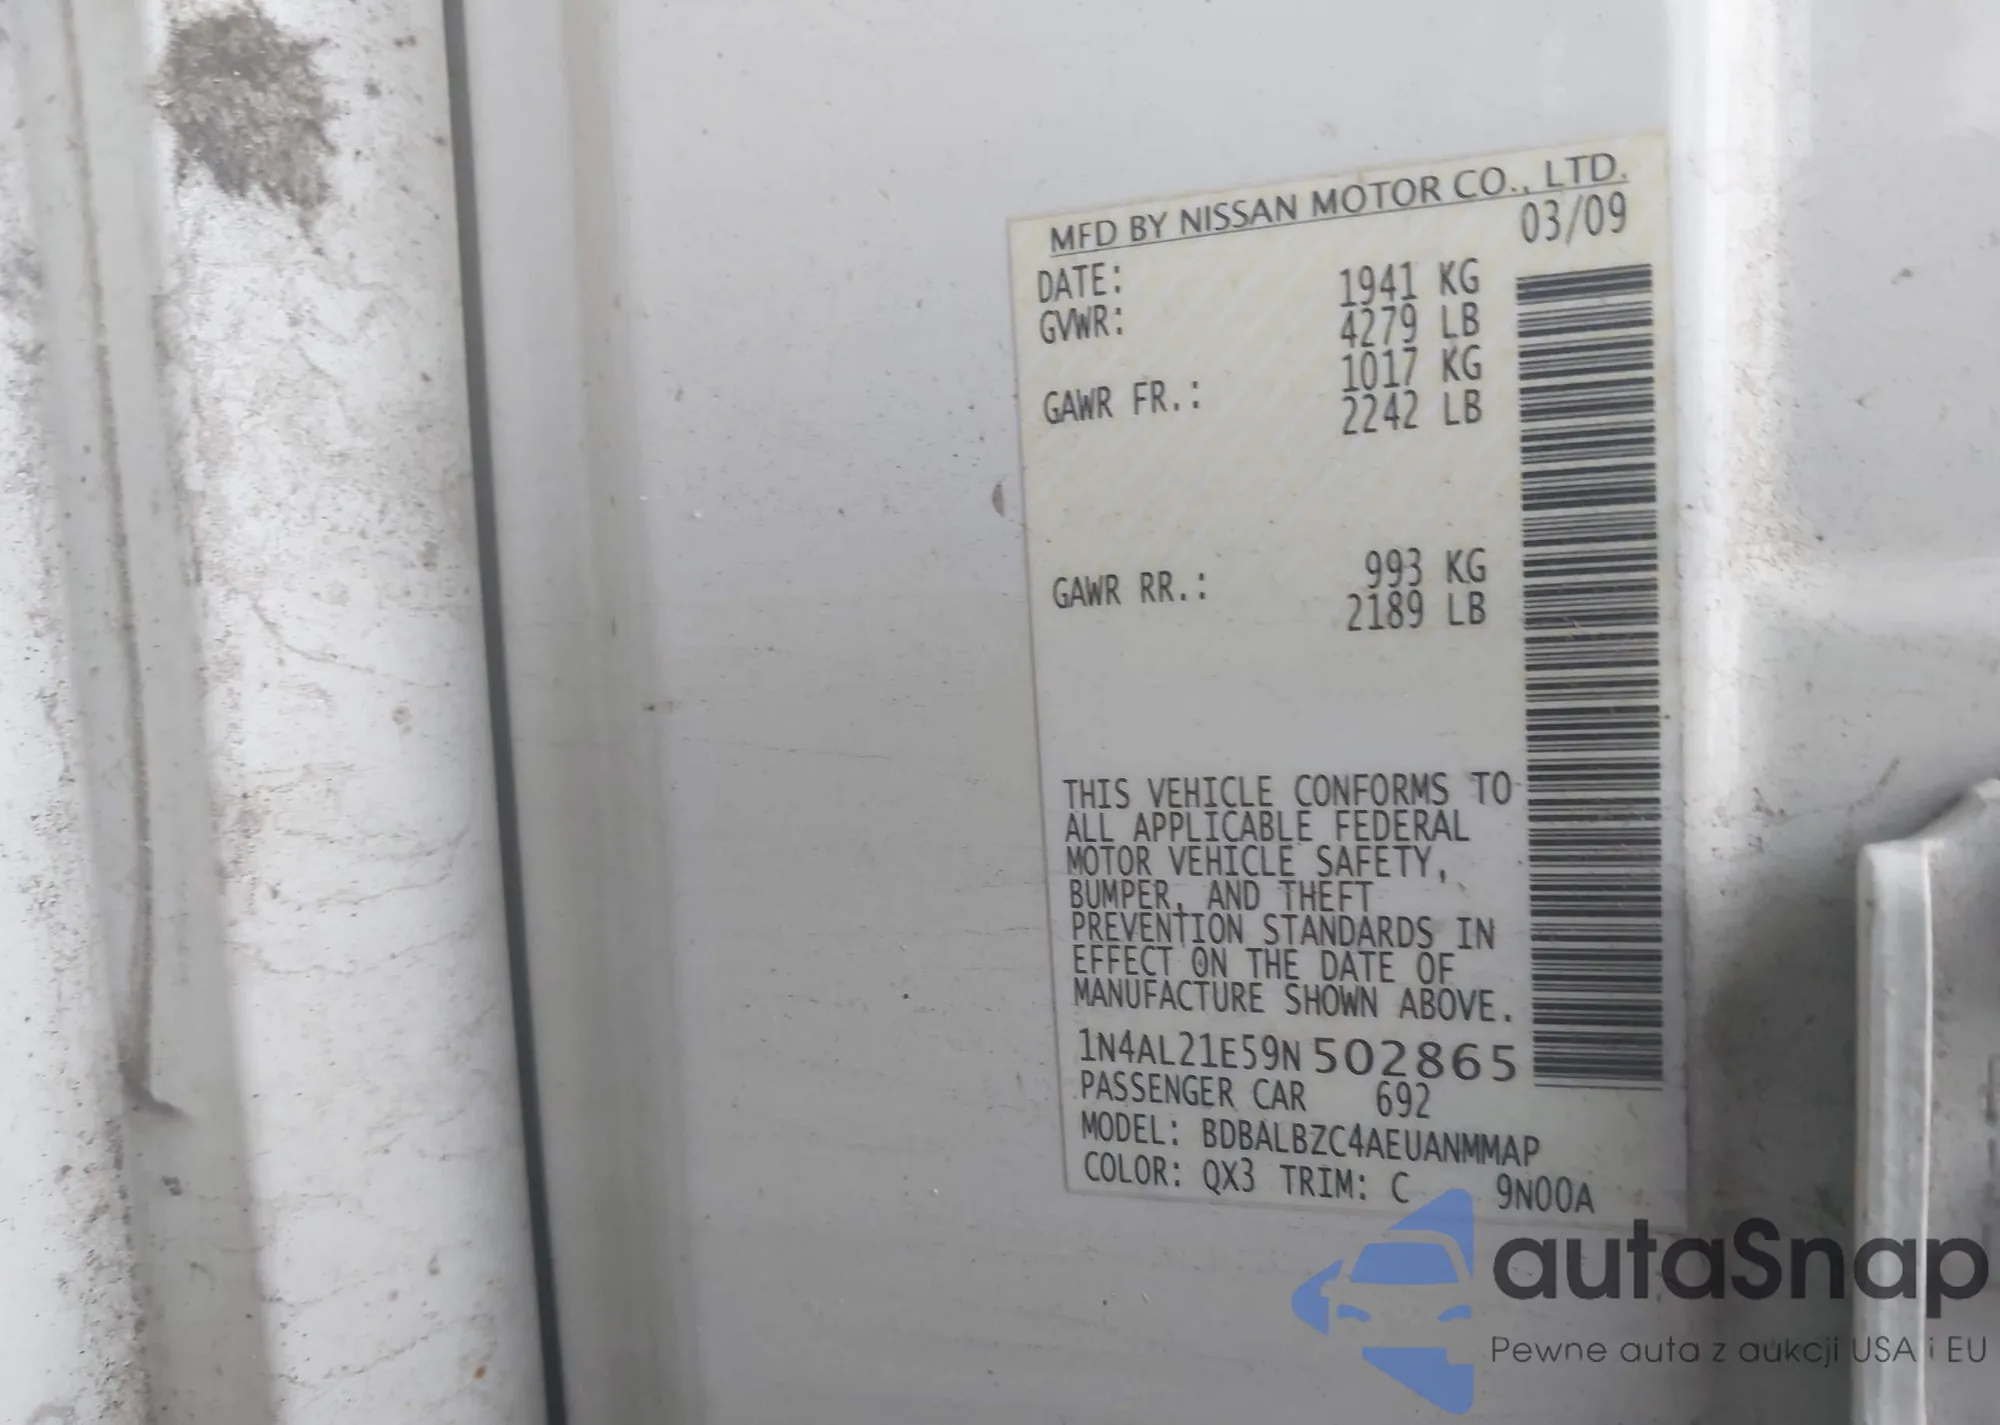 MFD BY NISSAN MOTOR CO., LTD.
DATE: 03/09
GVWR: 1941 KG
4279 LB
GAWR FR.: 1017 KG
2242 LB
GAWR RR.: 993 KG
2189 LB
THIS VEHICLE CONFORMS TO
ALL APPLICABLE FEDERAL
MOTOR VEHICLE SAFETY,
BUMPER, AND THEFT
PREVENTION STANDARDS IN
EFFECT ON THE DATE OF
MANUFACTURE SHOWN ABOVE.
1N4AL21E59N502865
PASSENGER CAR 692
MODEL: BDBALBZC4AEUANMMAP
COLOR: QX3 TRIM: C 9N00A
autaSnap
Pewne auta z aukcji USA i EU